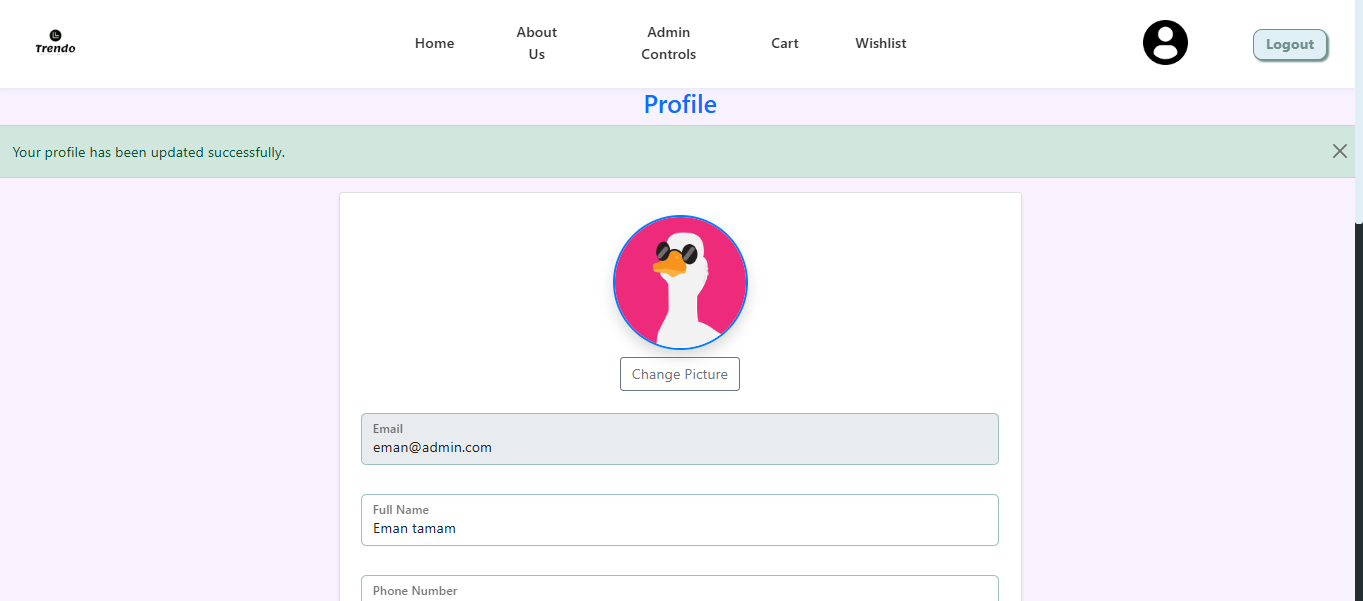 Trendo
Home
About
Us
Admin
Controls
Cart
Wishlist
Logout
Profile
Your profile has been updated successfully.
Change Picture
Email
eman@admin.com
Full Name
Eman tamam
Phone Number